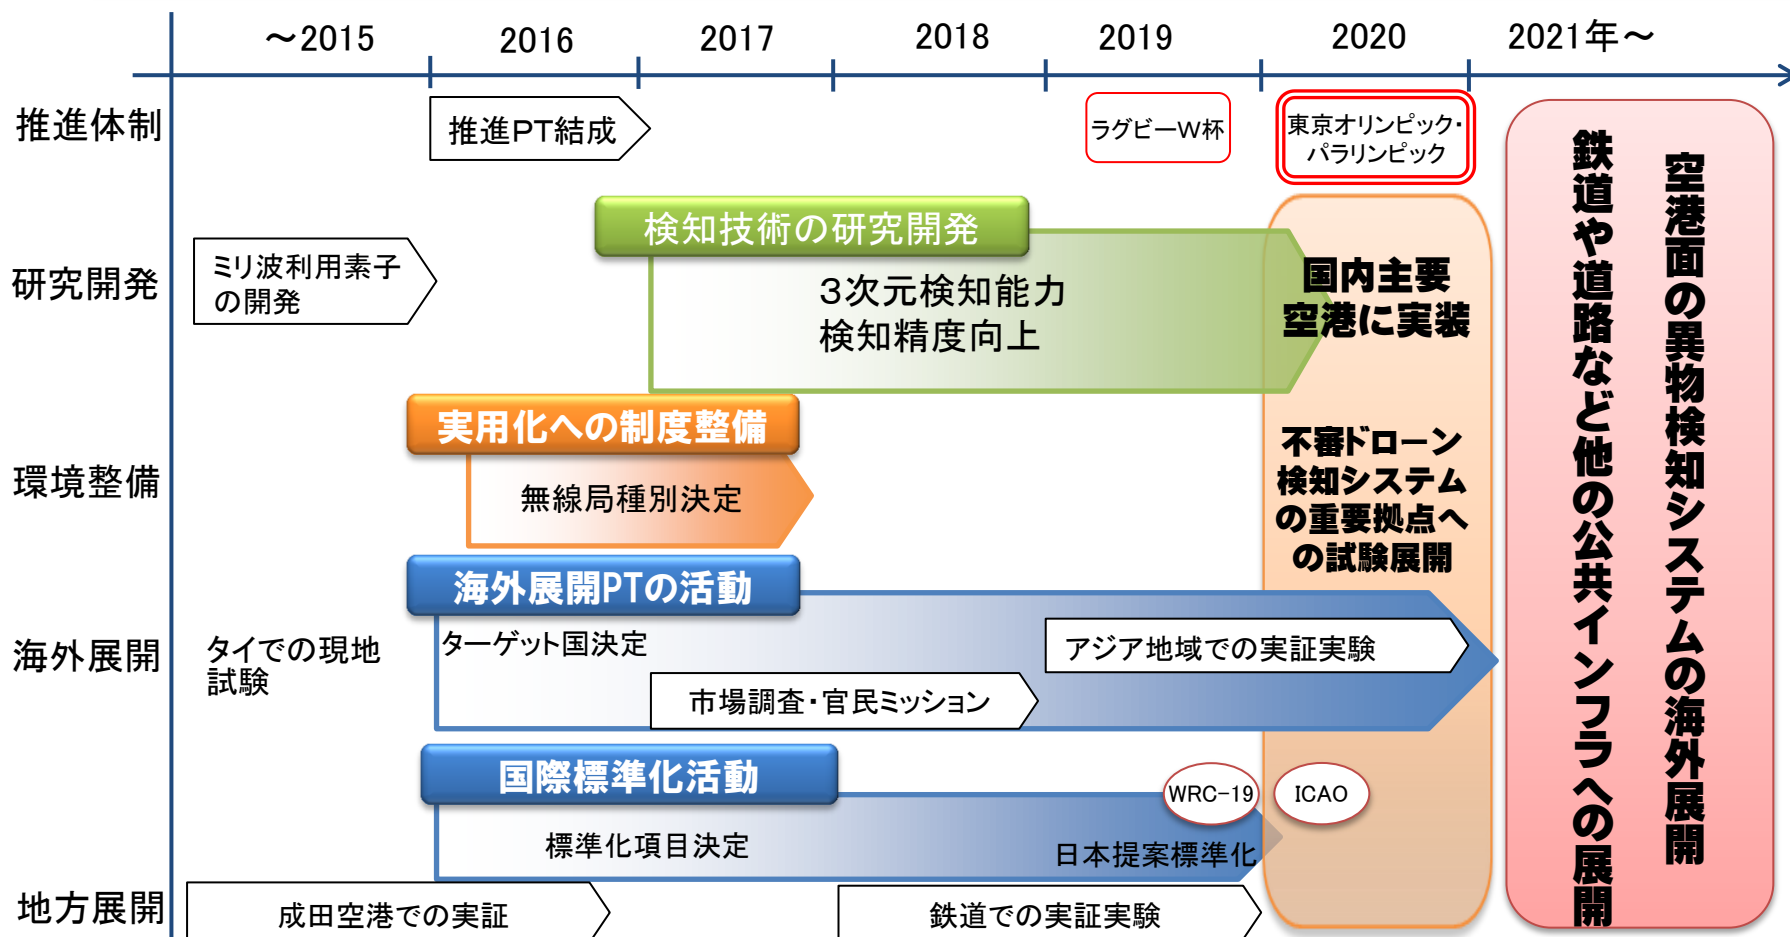 ～2015
2016
2017
2018
2019
2020
2021年～
推進体制
推進PT結成
ラグビーW杯
東京オリンピック・
パラリンピック
研究開発
ミリ波利用素子
の開発
検知技術の研究開発
３次元検知能力
検知精度向上
国内主要
空港に実装
環境整備
実用化への制度整備
無線局種別決定
不審ドローン
検知システム
の重要拠点へ
の試験展開
海外展開
タイでの現地
試験
海外展開PTの活動
ターゲット国決定
市場調査・官民ミッション
アジア地域での実証実験
国際標準化活動
標準化項目決定
日本提案標準化
WRC-19
ICAO
地方展開
成田空港での実証
鉄道での実証実験
空港面の異物検知システムの海外展開
鉄道や道路など他の公共インフラへの展開